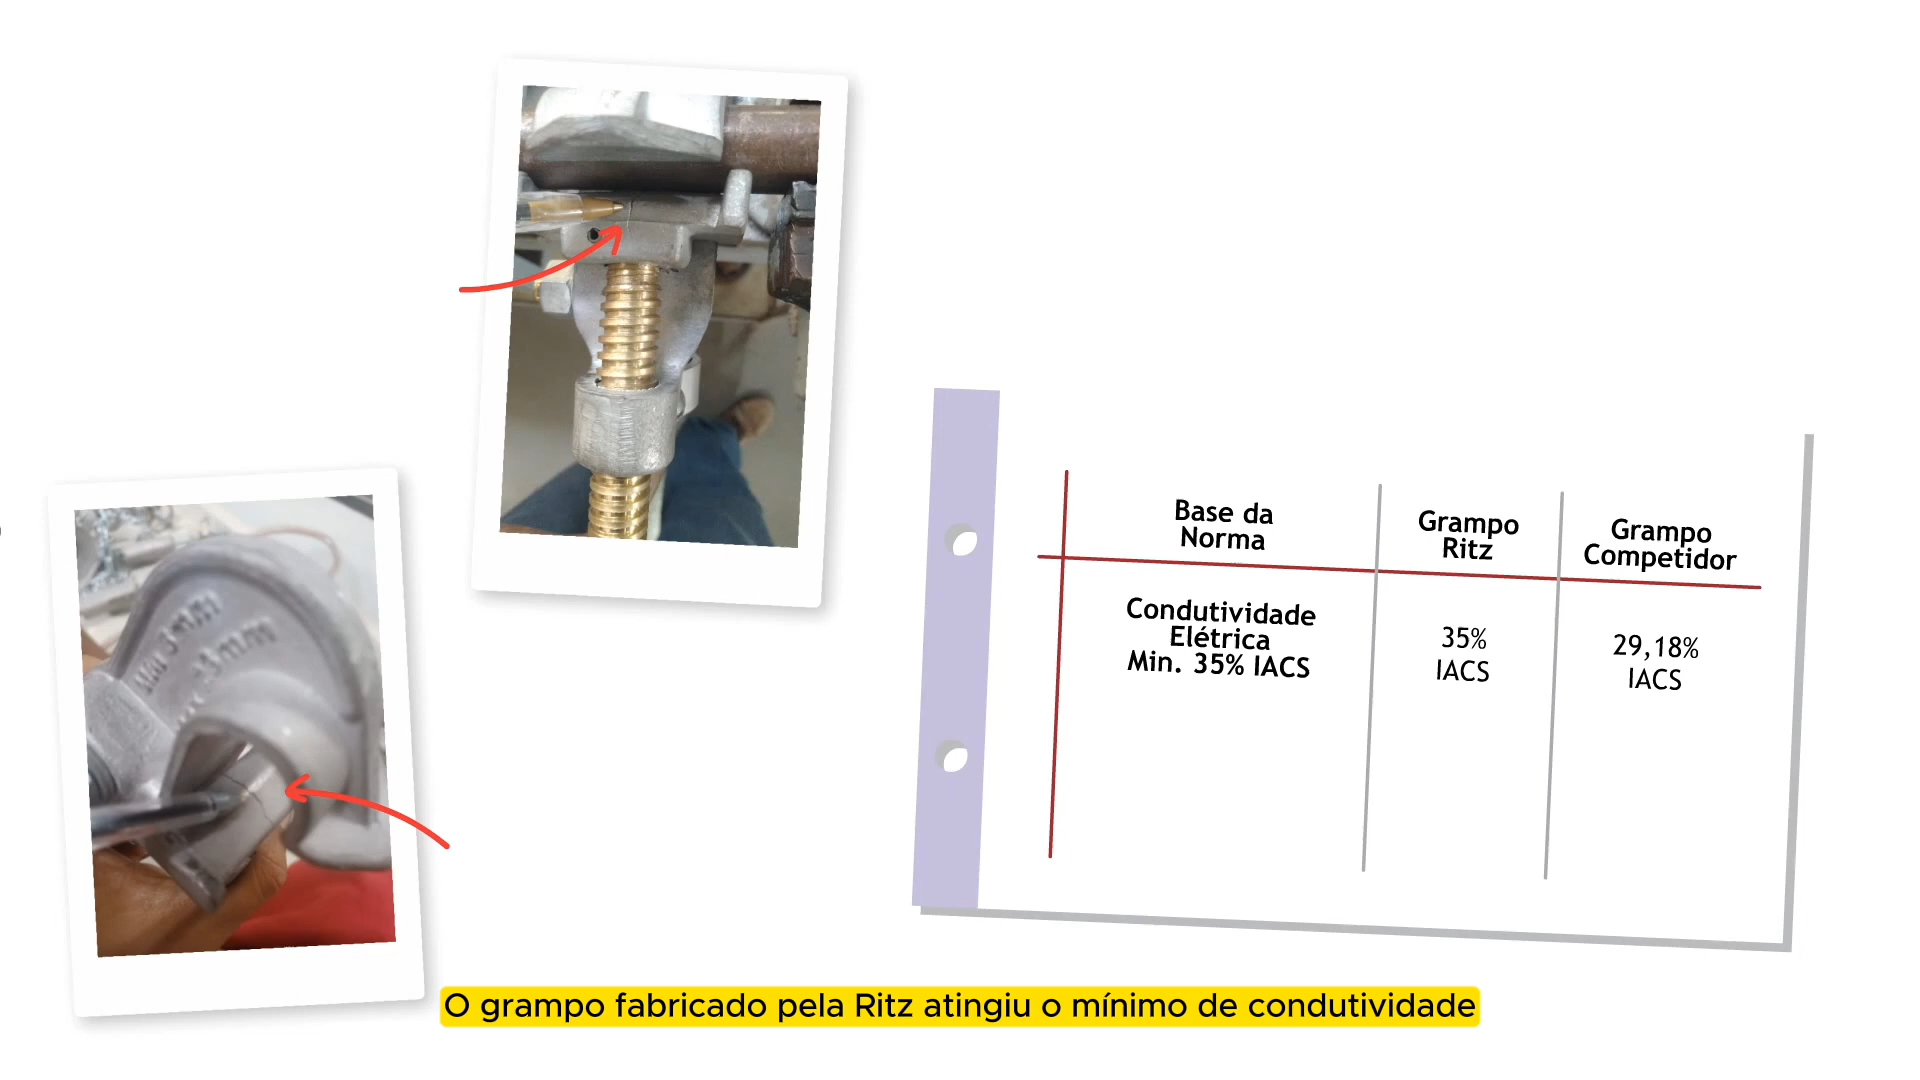 Base da
Norma
Grampo
Ritz
Grampo
Competidor
Condutividade
Elétrica
Min. 35% IACS
35%
IACS
29,18%
IACS
O grampo fabricado pela Ritz atingiu o mínimo de condutividade